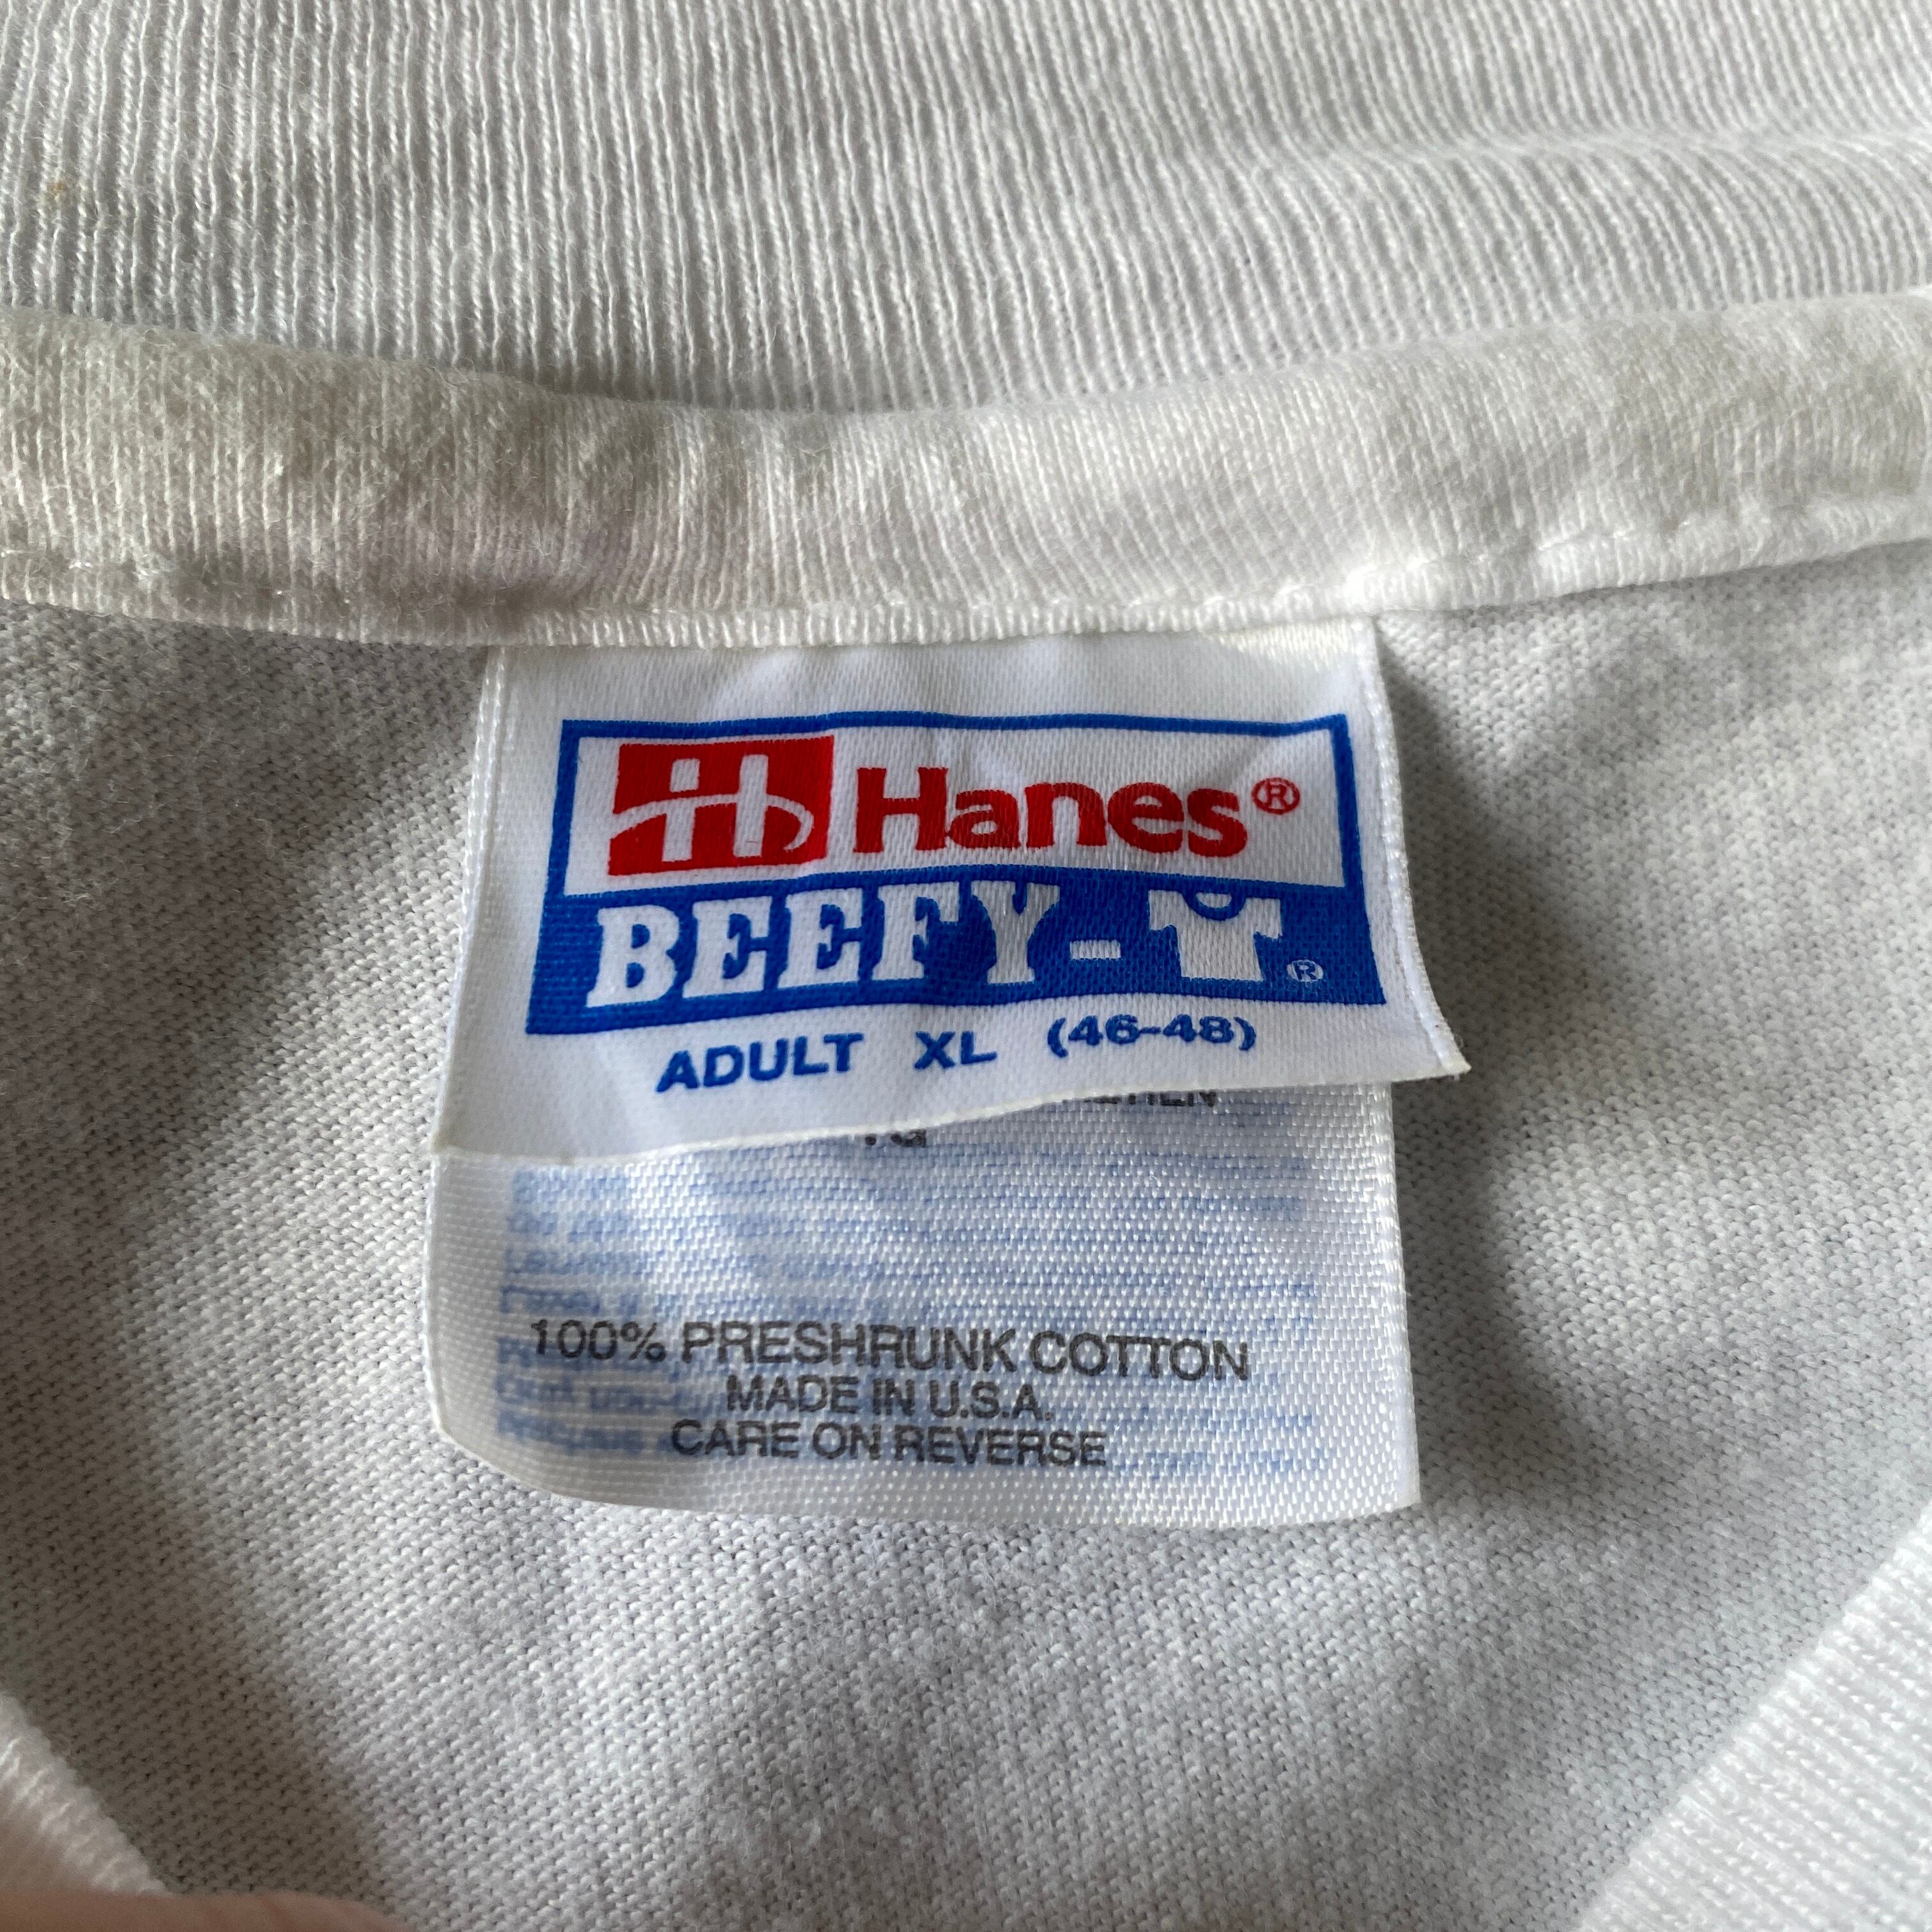 Hanes®
BEEFY-T®
ADULT XL (46-48)
100% PRESHRUNK COTTON
MADE IN U.S.A.
CARE ON REVERSE